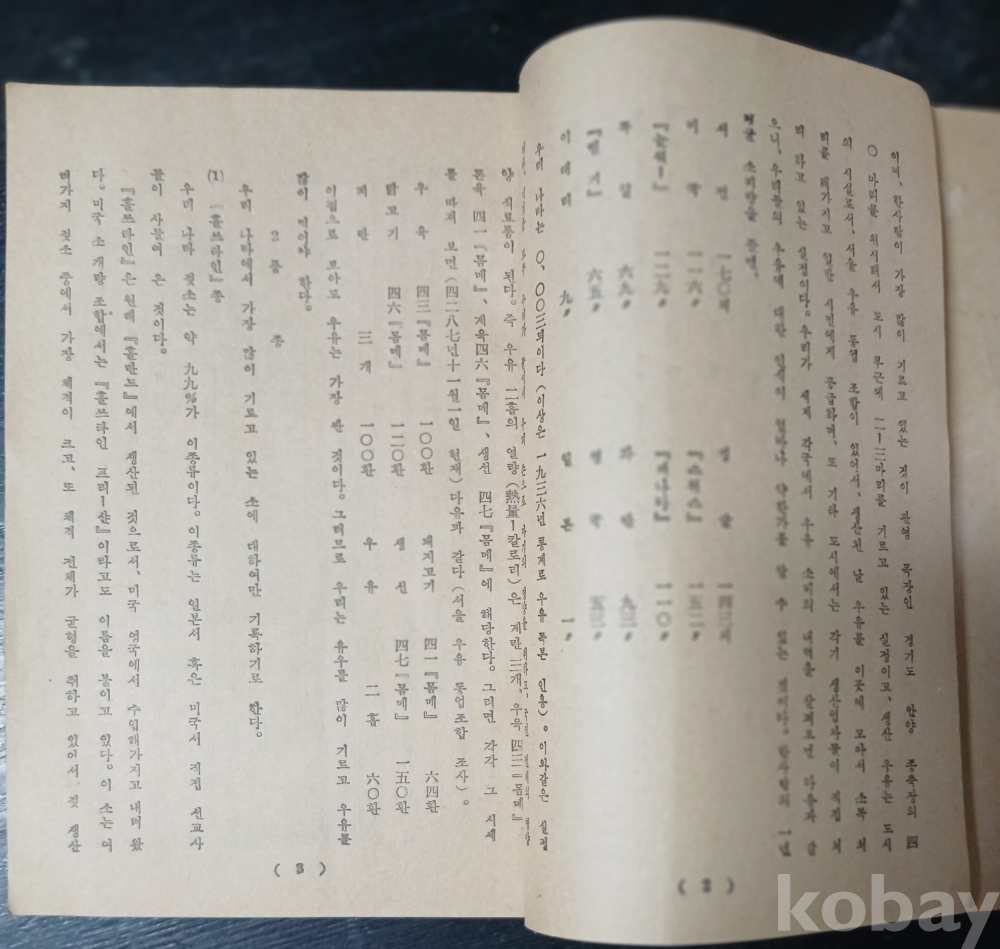 이며, 한사람이 가장 많이 기르고 있는 것이 관영 목장인 경기도 안양 종축장의 四
○ 마리를 위시해서 도시 부근에 二ー三마리를 기르고 있는 실정이고, 생산 우유는 도시
의 시설로서, 서울 우유 동업 조합이 있어서, 생산된 날 우유를 이곳에 모아서 소독 처
리를 해가지고 일반 시민에게 공급하며, 또 기타 도시에서는 각기 생산업자들이 직접 처
리 하고 있는 실정이다. 우리가 세계 각국에서 우유 소비의 내력을 살펴보면 다음과 같
으니, 우리들의 우유에 대한 인식이 얼마나 약한가를 알 수 있는 것이다. 한사람의 一년
평균 소비량을 들면,
서 전 一七○되 정 말 一四三되
미 국 一一六, 『스위스』 一五二,
『놀웨ー』 一二九, 『캐나다』 一一○,
독 일 六九, 화 란 九三,
六五, 영 국 五三,
이태리 九, 일 본 一,
( 2 )
우리 나라는 ○, ○○三되이다 (이상은 一九三六년 통계로 우유 독본 인용)。 이와같은 실정
양 식료품이 된다. 즉 우유 二홉의 열량(熱量ー칼로리)은 계란 三개, 우육 四三『몸메』
돈육 四一『몸메』, 계육 四六『몸메』, 생선 四七『몸메』에 해당한다. 그러면 각각 그 시세
를 따져 보면(四二八七년十一월一일 현재) 다음과 같다 (서울 우유 동업조합 조사)。
우 육 四三『몸메』 一○○환 돼지고기 四一『몸메』 六四환
닭고기 四六『몸메』 一二○환 생 선 四七『몸메』 一五○환
계 란 三 개 一○○환 우 유 二 홉 六○환
이점으로 보아도 우유는 가장 싼 것이다. 그러므로 우리는 유우를 많이 기르고 우유를
많이 먹어야 한다.
2 품 종
우리 나라에서 가장 많이 기르고 있는 소에 대하여만 기록하기로 한다.
(1) 『홀쓰타인』종
우리 나라 젖소는 약 九九%가 이종류이다. 이종류는 일본서 혹은 미국서 직접 선교사
들이 사들여 온 것이다.
『홀쓰타인』은 원래 『홀란드』에서 생산된 것으로서, 미국 영국에서 수입해가지고 내려 왔
다. 미국 소 개량 조합에서는 『홀쓰타인 프리ー산』이라고도 이름을 붙이고 있다. 이 소는 여
러가지 젖소 중에서 가장 체격이 크고, 또 체격 전체가 균형을 취하고 있어서 젖 생산
( 3 )
kobay